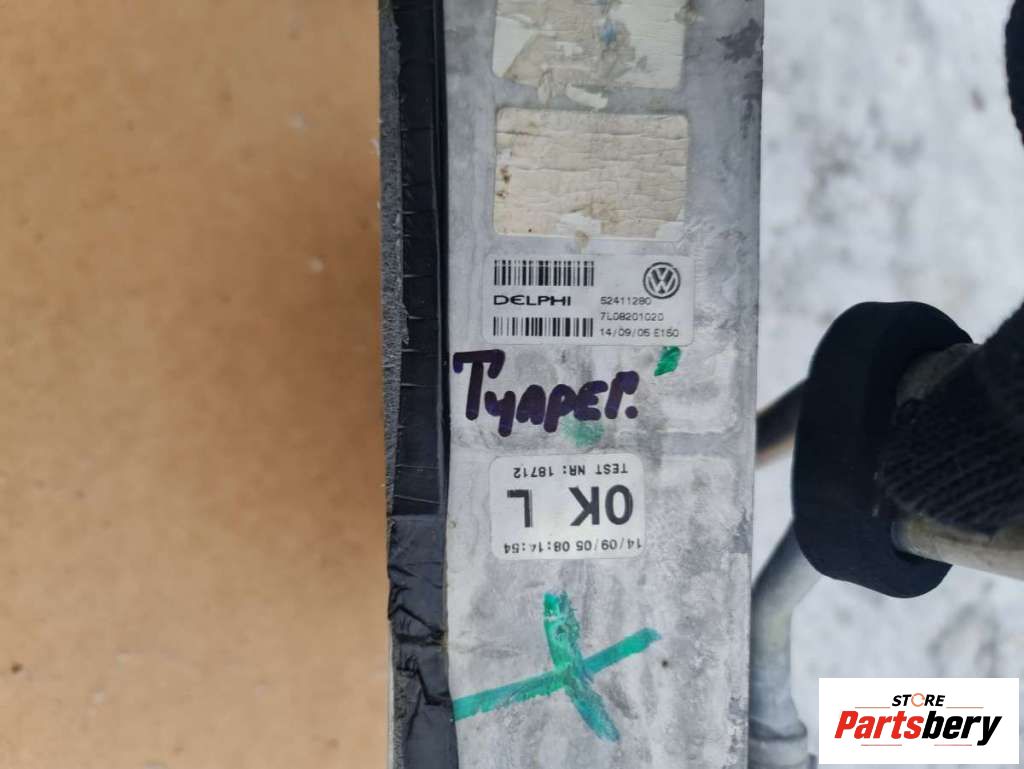 DELPHI 52411280
7L0820102D
14/09/05 E150
Туарег.
14/09/05 08:14:54
OK L
TEST NR: 18712
STORE
Partsbery